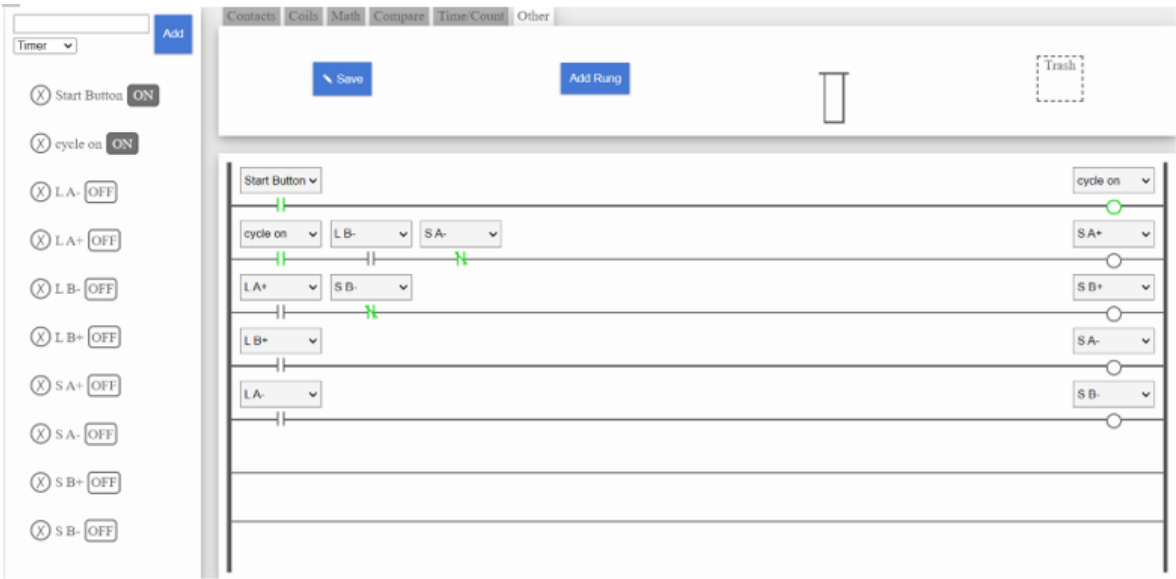 Contacts Coils Math Compare Time/Count Other
Add
Timer
Save
Add Rung
Trash
X Start Button ON
X cycle on ON
X L A- OFF
X L A+ OFF
X L B- OFF
X L B+ OFF
X S A+ OFF
X S A- OFF
X S B+ OFF
X S B- OFF
Start Button cycle on
cycle on L B- S A- S A+
L A+ S B- S B+
L B+ S A-
L A- S B-